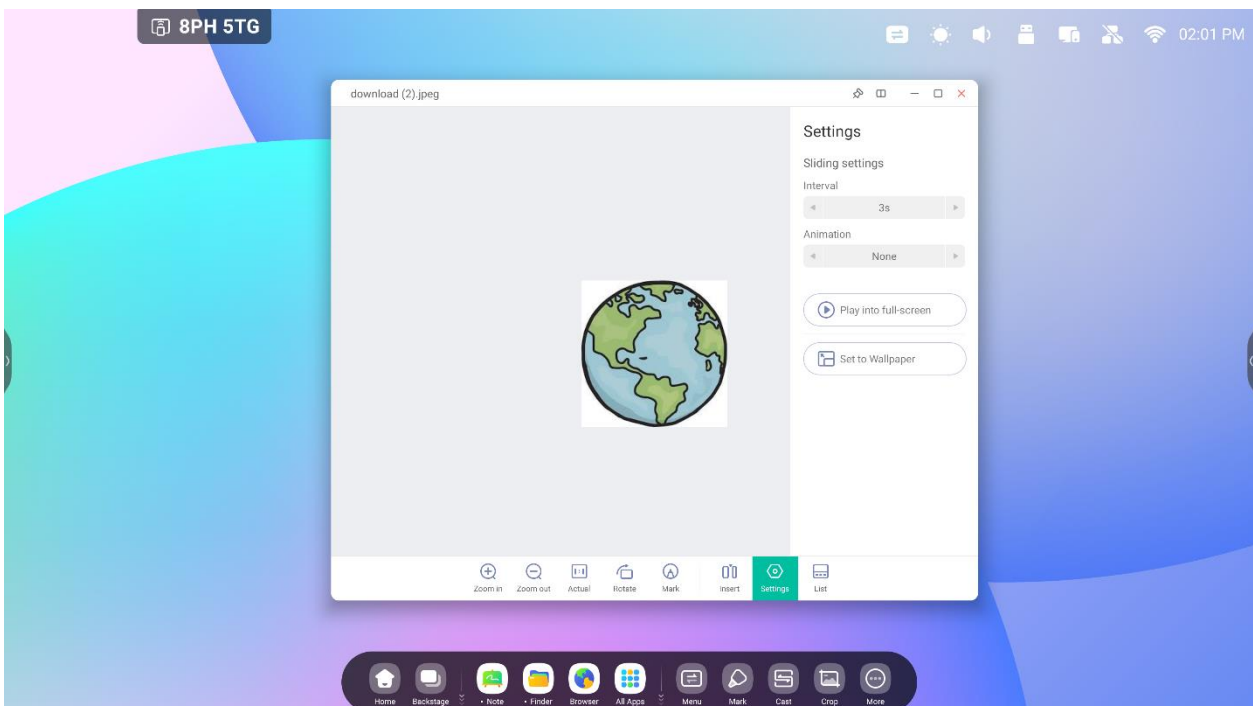 8PH 5TG
02:01 PM
download (2).jpeg
Settings
Sliding settings
Interval
3s
Animation
None
Play into full-screen
Set to Wallpaper
Zoom in Zoom out Actual Rotate Mark Insert Settings List
Home Backstage • Note • Finder Browser All Apps Menu Mark Cast Crop More